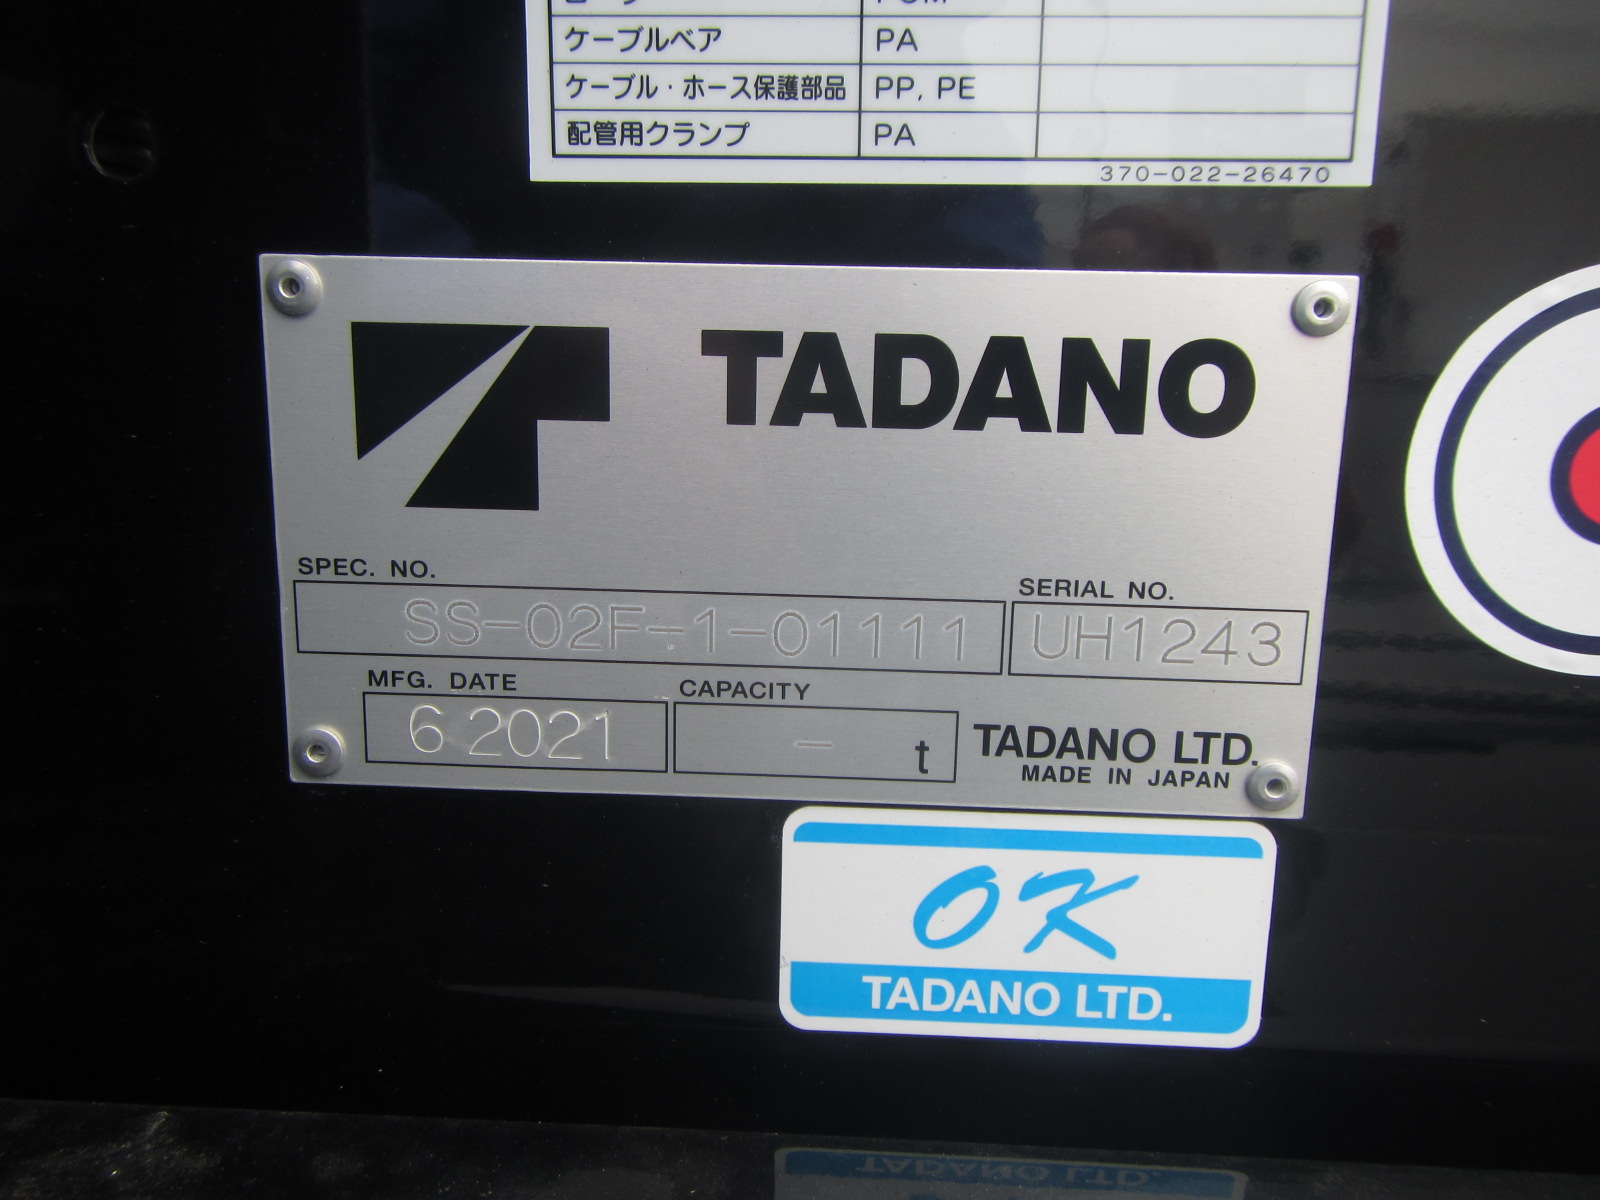 ケーブルベア PA
ケーブル・ホース保護部品 PP, PE
配管用クランプ PA
370-022-26470
TADANO
SPEC. NO. SERIAL NO.
SS-02F-1-01111 UH1243
MFG. DATE CAPACITY
6 2021 - t
TADANO LTD.
MADE IN JAPAN
OK
TADANO LTD.